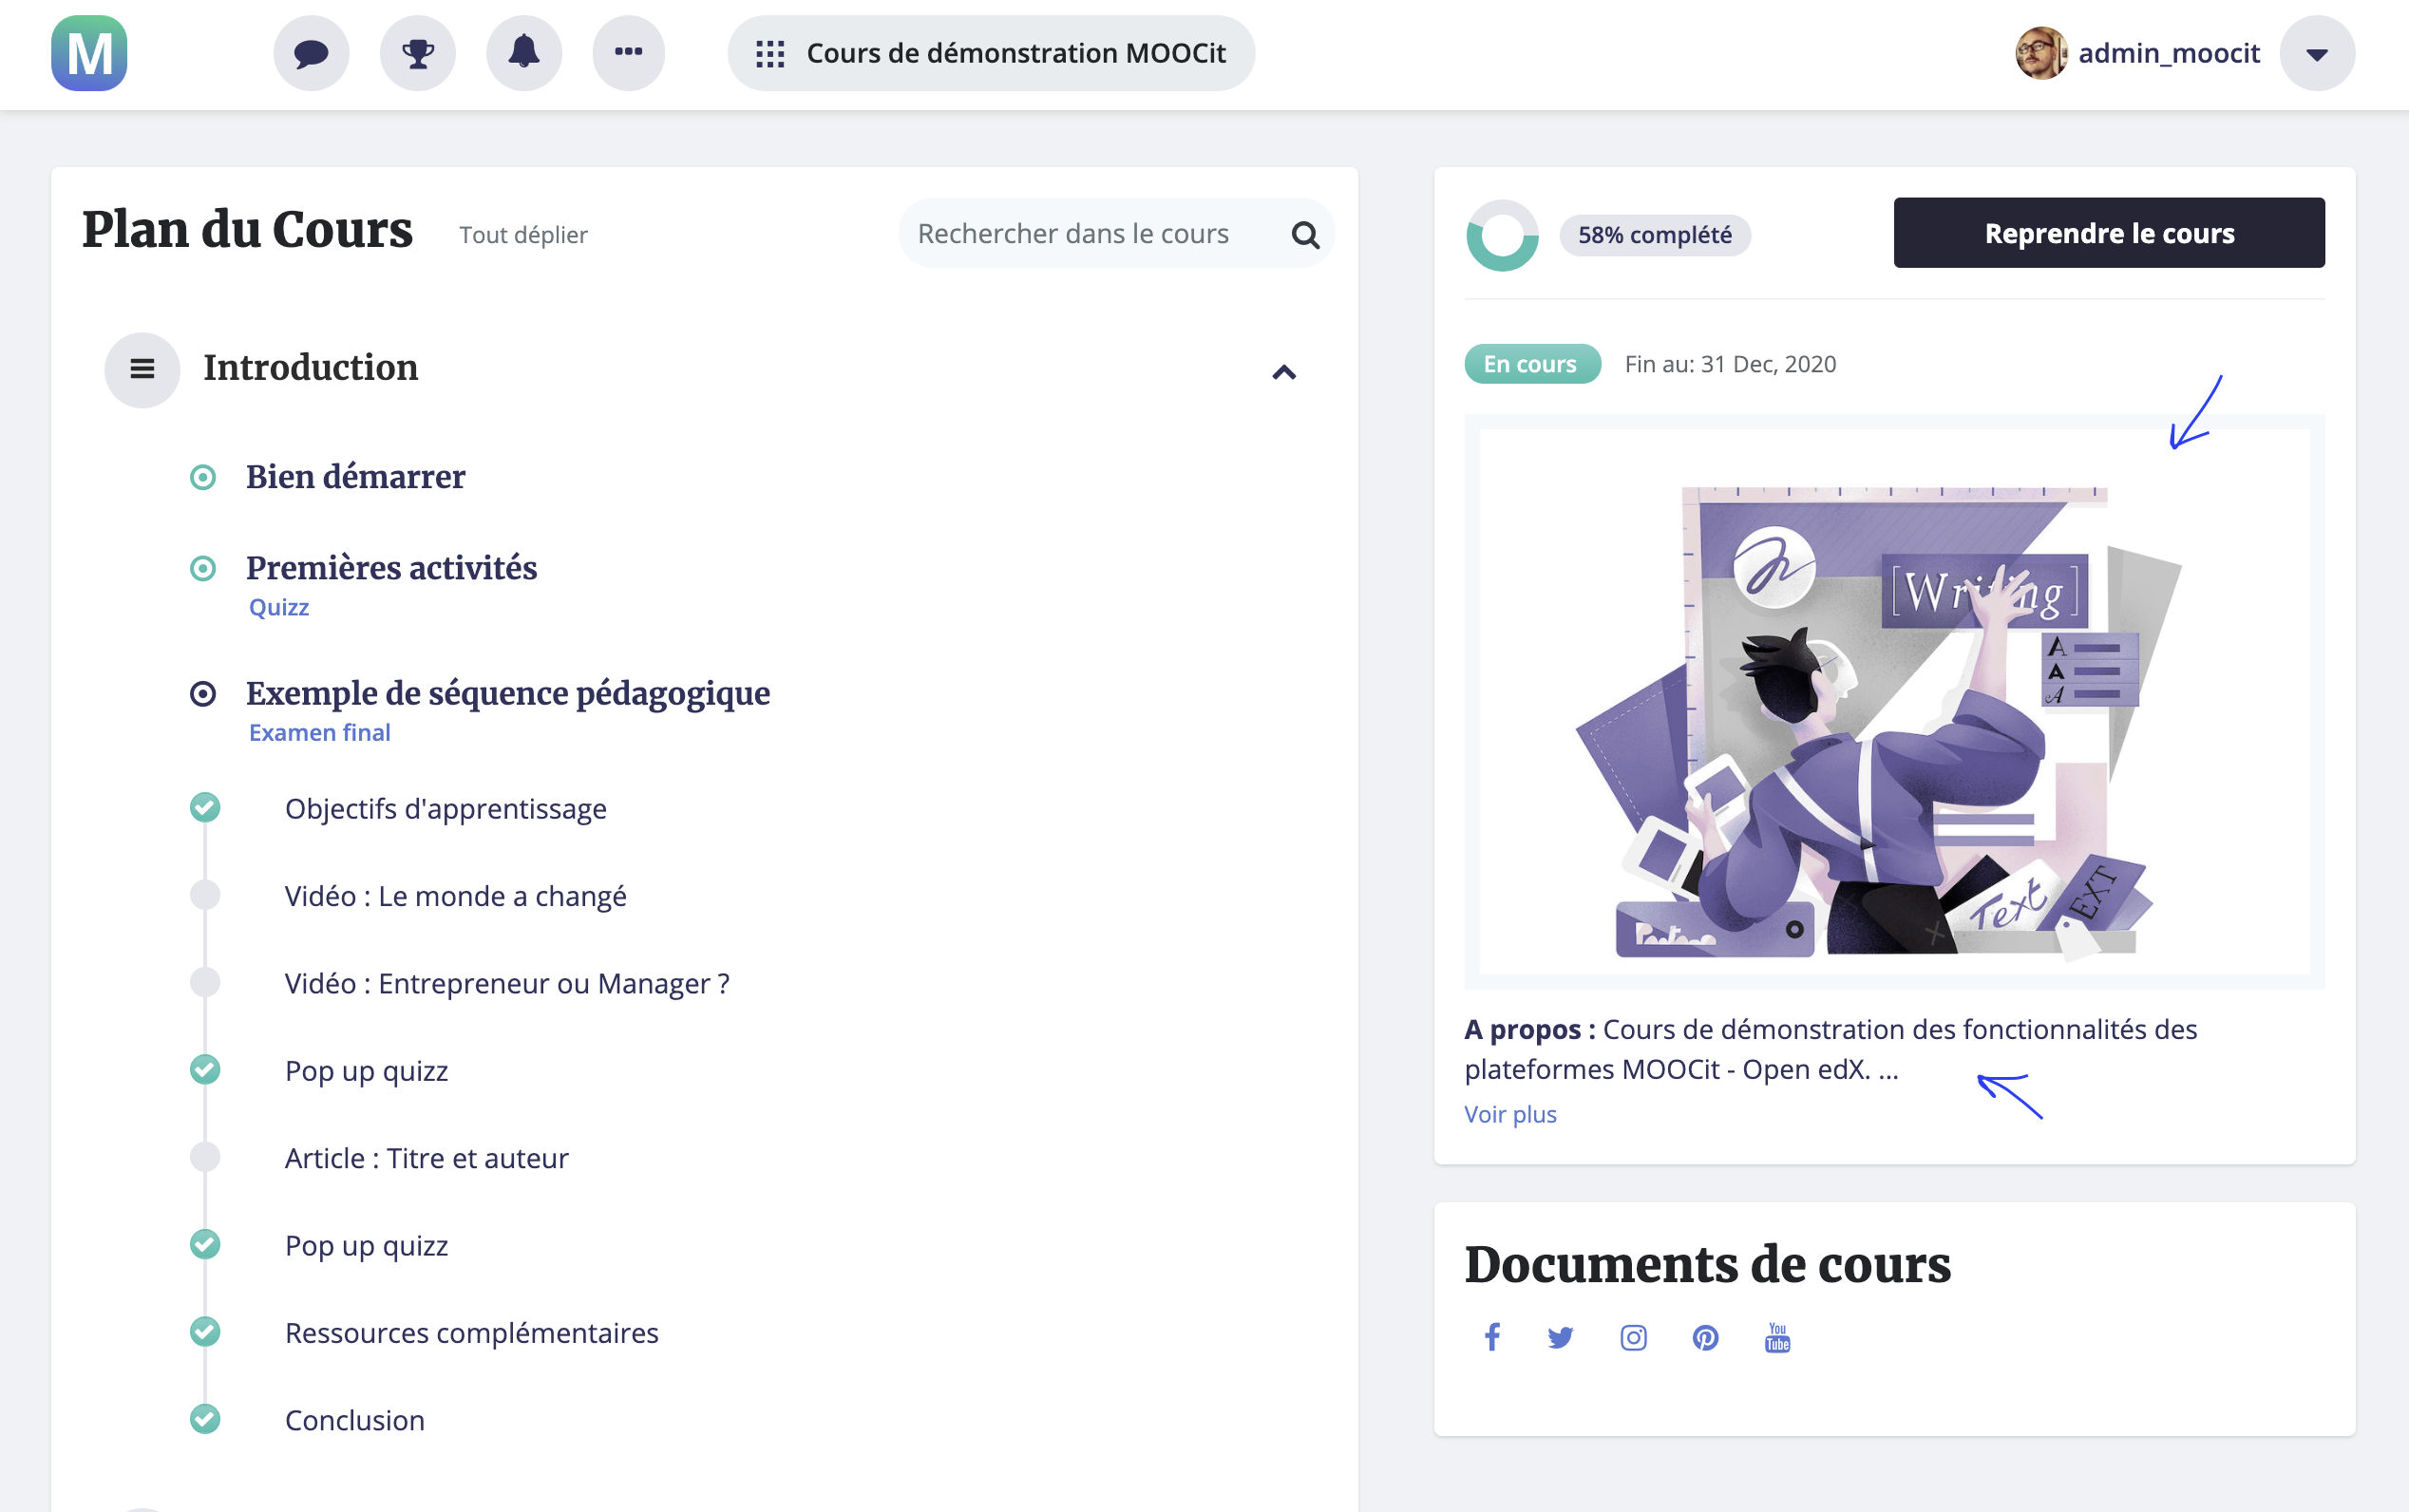 M
Cours de démonstration MOOCit
admin_moocit
Plan du Cours
Tout déplier
Rechercher dans le cours
Introduction
Bien démarrer
Premières activités
Quizz
Exemple de séquence pédagogique
Examen final
Objectifs d'apprentissage
Vidéo : Le monde a changé
Vidéo : Entrepreneur ou Manager ?
Pop up quizz
Article : Titre et auteur
Pop up quizz
Ressources complémentaires
Conclusion
58% complété
Reprendre le cours
En cours
Fin au: 31 Dec, 2020
[Writing]
A
A
A
Text
EXT
A propos : Cours de démonstration des fonctionnalités des
plateformes MOOCit - Open edX. ...
Voir plus
Documents de cours
You
Tube